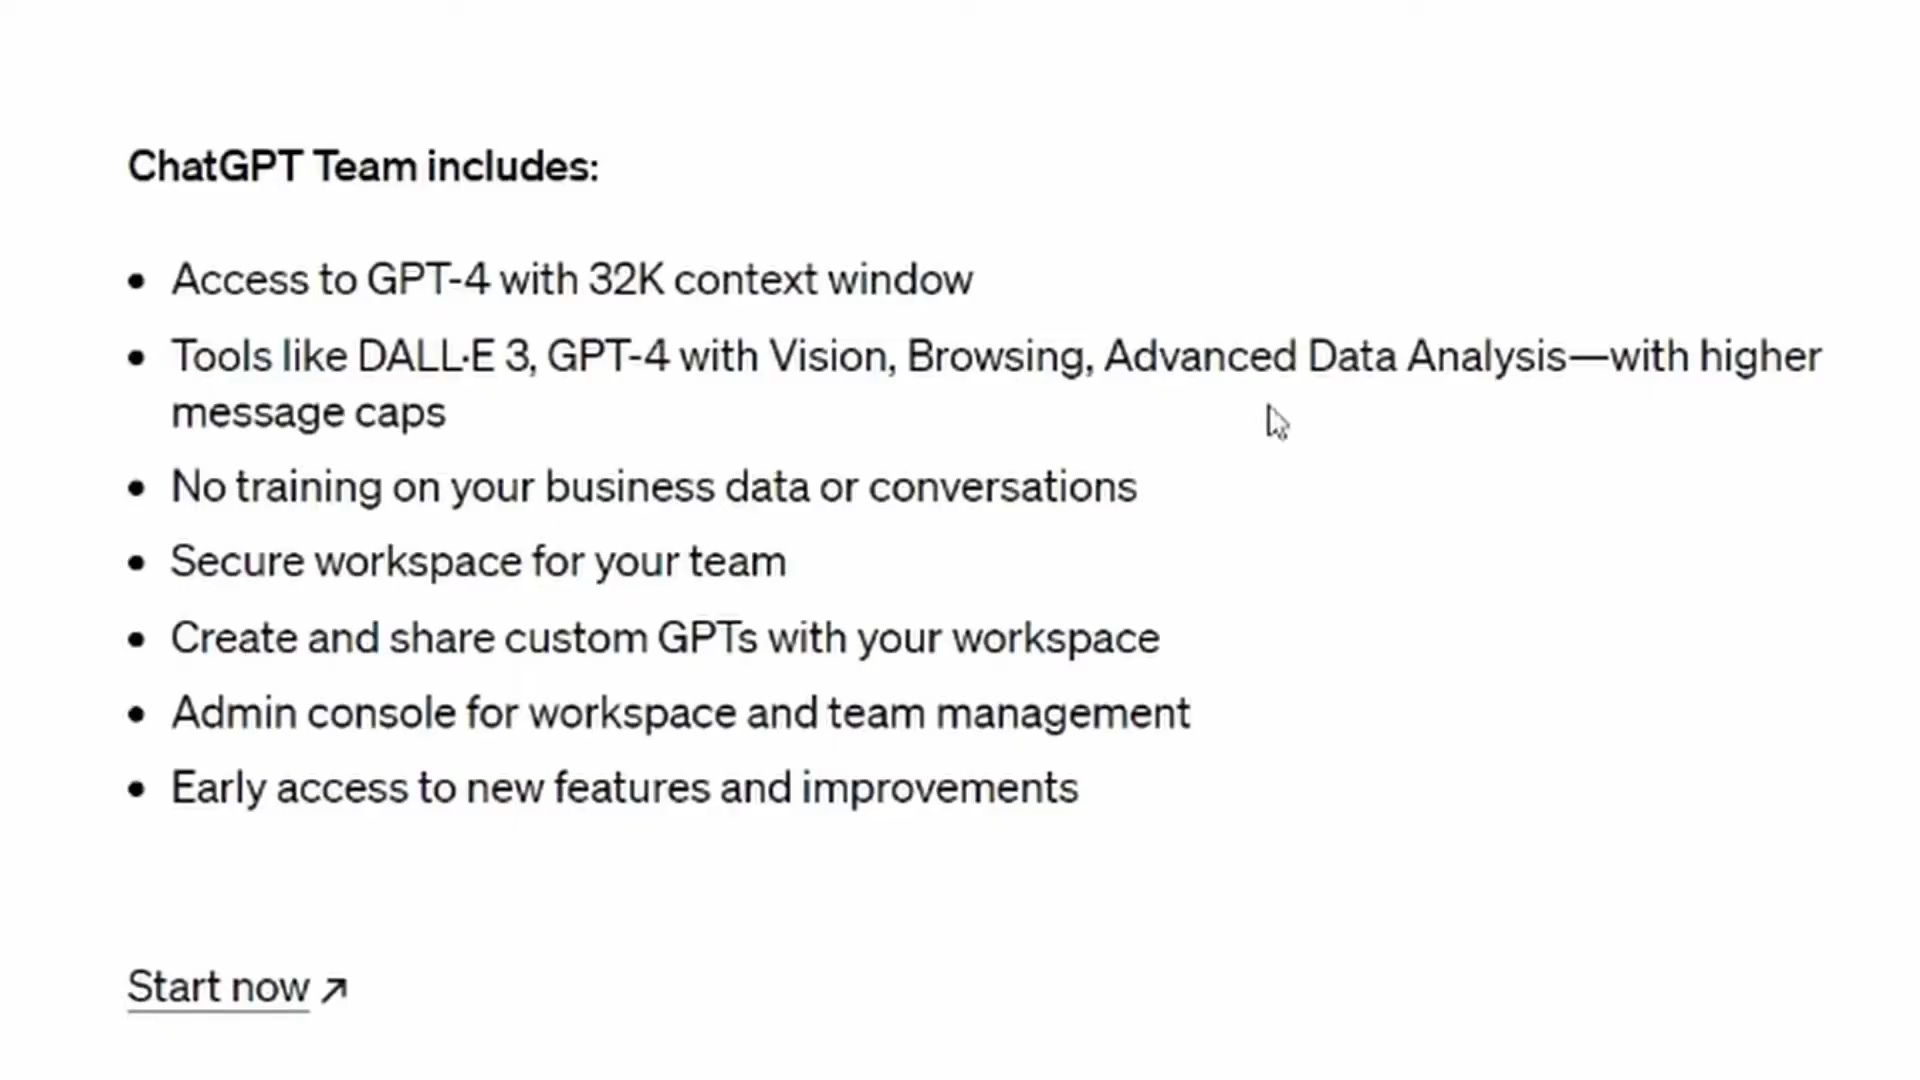 ChatGPT Team includes:
• Access to GPT-4 with 32K context window
• Tools like DALL·E 3, GPT-4 with Vision, Browsing, Advanced Data Analysis—with higher
message caps
• No training on your business data or conversations
• Secure workspace for your team
• Create and share custom GPTs with your workspace
• Admin console for workspace and team management
• Early access to new features and improvements
Start now ↗